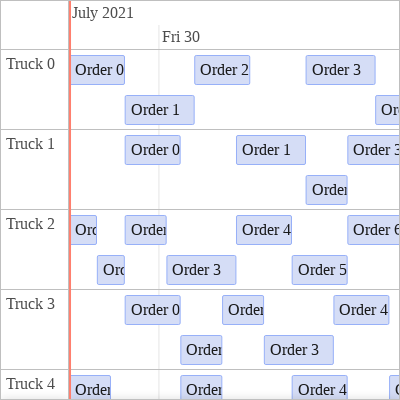 July 2021
Fri 30
Truck 0
Order 0
Order 2
Order 3
Order 1
Or
Truck 1
Order 0
Order 1
Order 3
Order
Truck 2
Ord
Order
Order 4
Order 6
Ord
Order 3
Order 5
Truck 3
Order 0
Order
Order 4
Order
Order 3
Truck 4
Order
Order
Order 4